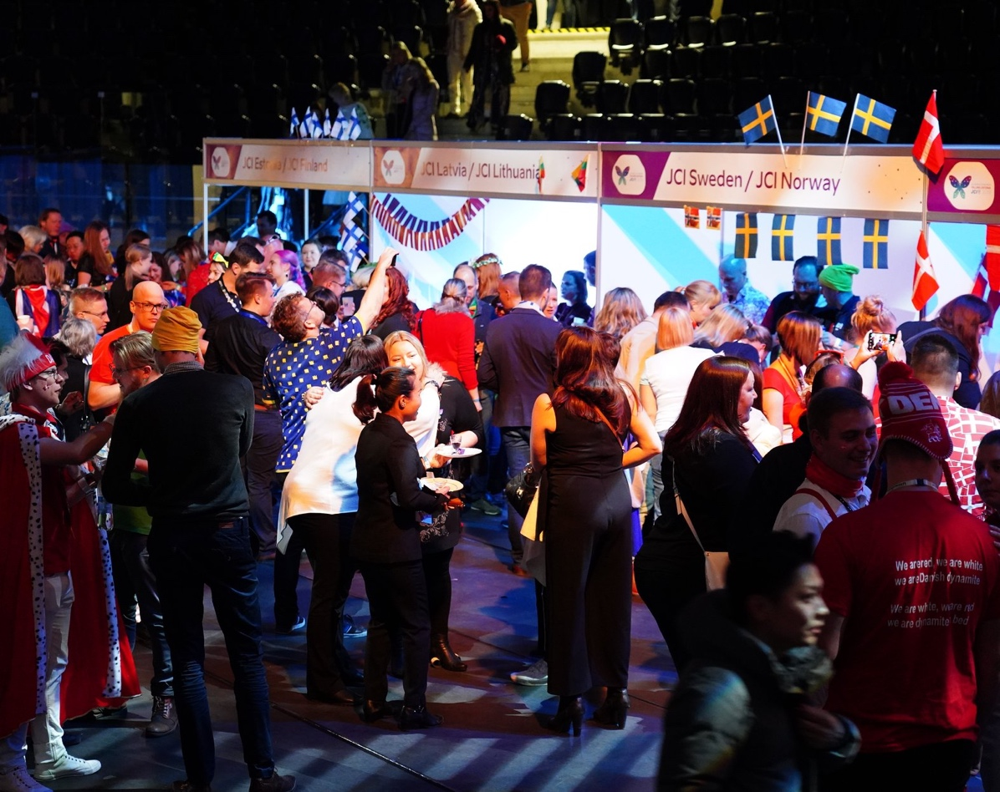 JCI Estonia / JCI Finland
JCI Latvia / JCI Lithuania
JCI Sweden / JCI Norway
JCI
DEN
We are red, we are white
we are Danish dynamite
We are white, we are red
we are dynamite bed